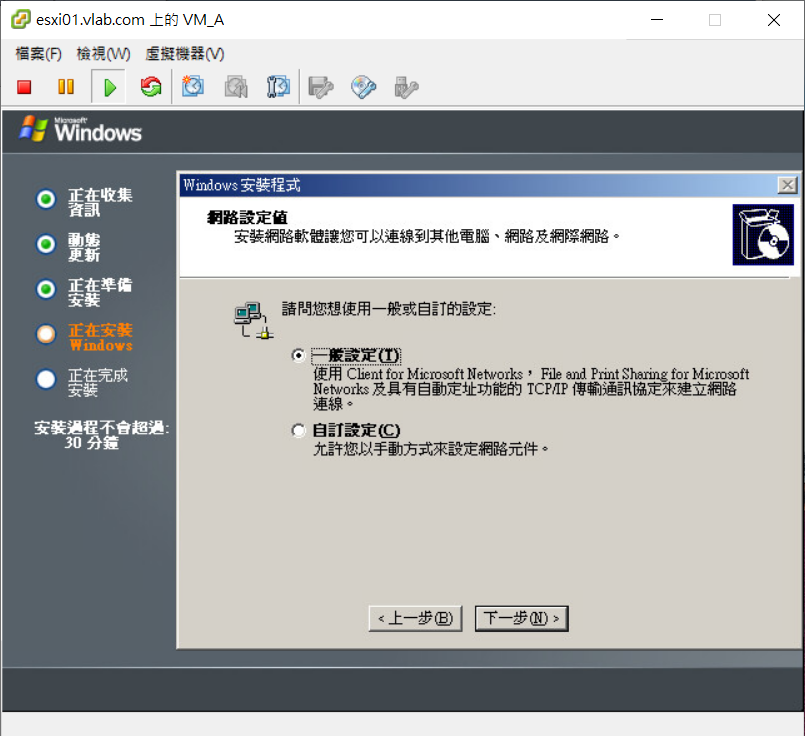 esxi01.vlab.com 上的 VM_A
檔案(F) 檢視(W) 虛擬機器(V)
Microsoft
Windows
正在收集
資訊
動態
更新
正在準備
安裝
正在安裝
Windows
正在完成
安裝
安裝過程不會超過:
30 分鐘
Windows 安裝程式
網路設定值
安裝網路軟體讓您可以連線到其他電腦、網路及網際網路。
請問您想使用一般或自訂的設定:
一般設定(T)
使用 Client for Microsoft Networks， File and Print Sharing for Microsoft
Networks 及具有自動定址功能的 TCP/IP 傳輸通訊協定來建立網路
連線。
自訂設定(C)
允許您以手動方式來設定網路元件。
< 上一步(B) 下一步(N) >